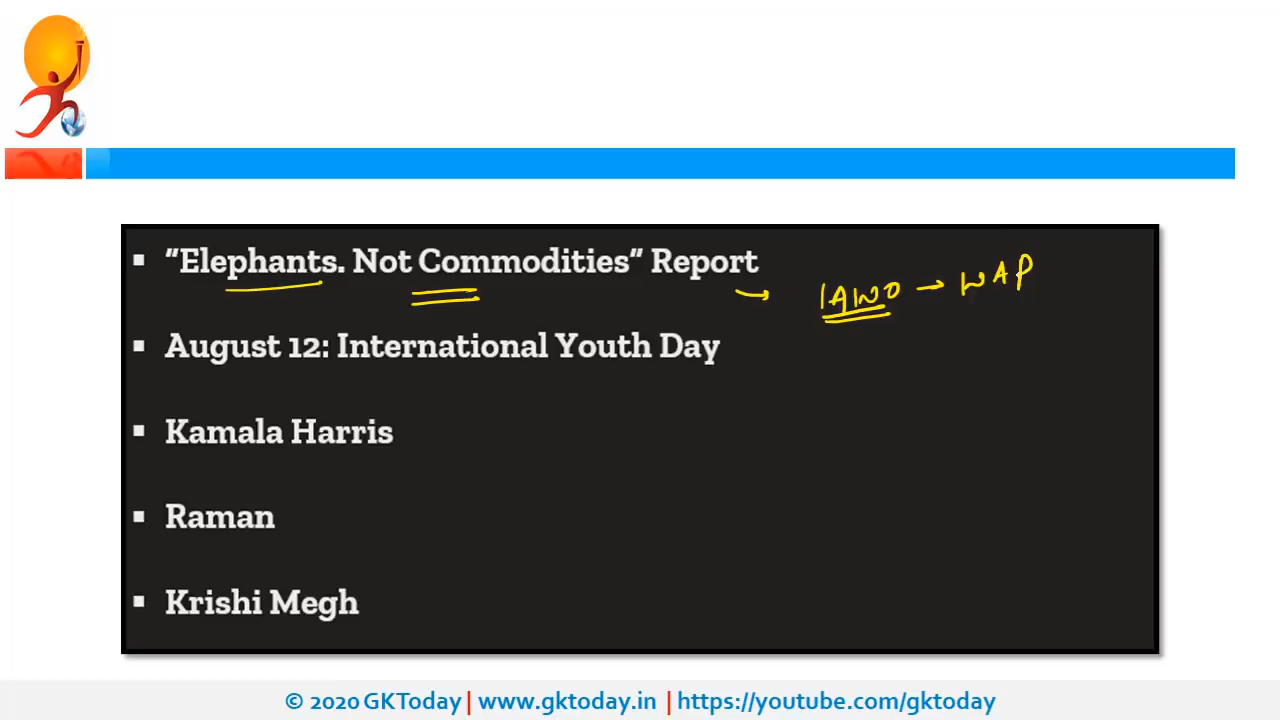 "Elephants. Not Commodities" Report
IAWO → WAP
August 12: International Youth Day
Kamala Harris
Raman
Krishi Megh
© 2020 GKToday | www.gktoday.in | https://youtube.com/gktoday